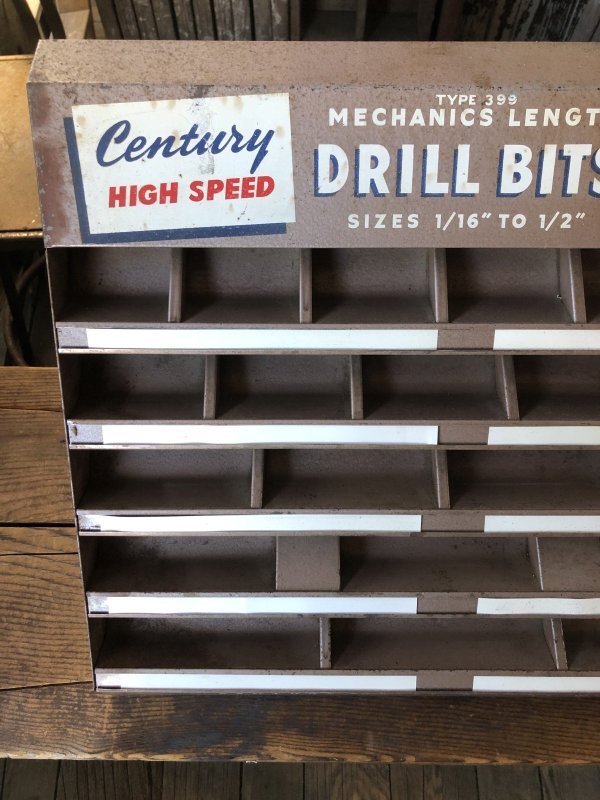 Century
HIGH SPEED
TYPE 399
MECHANICS LENGT
DRILL BITS
SIZES 1/16" TO 1/2"